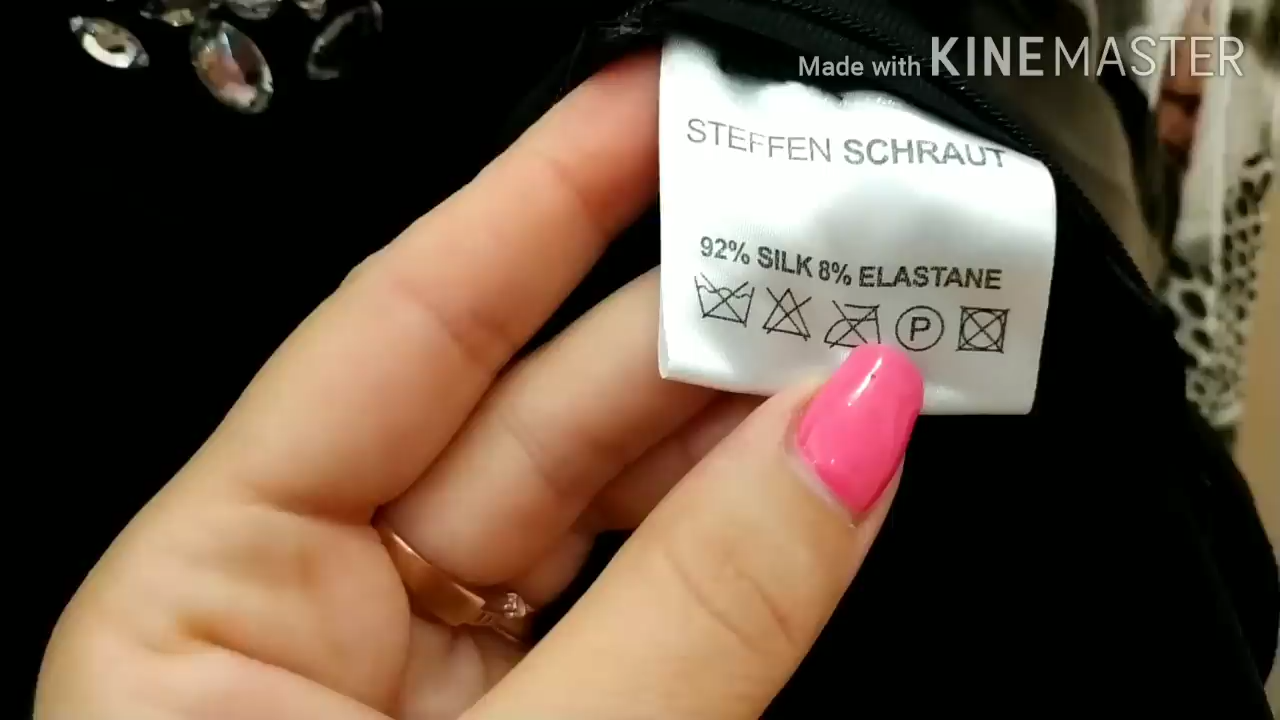 Made with KINEMASTER
STEFFEN SCHRAUT
92% SILK 8% ELASTANE
P